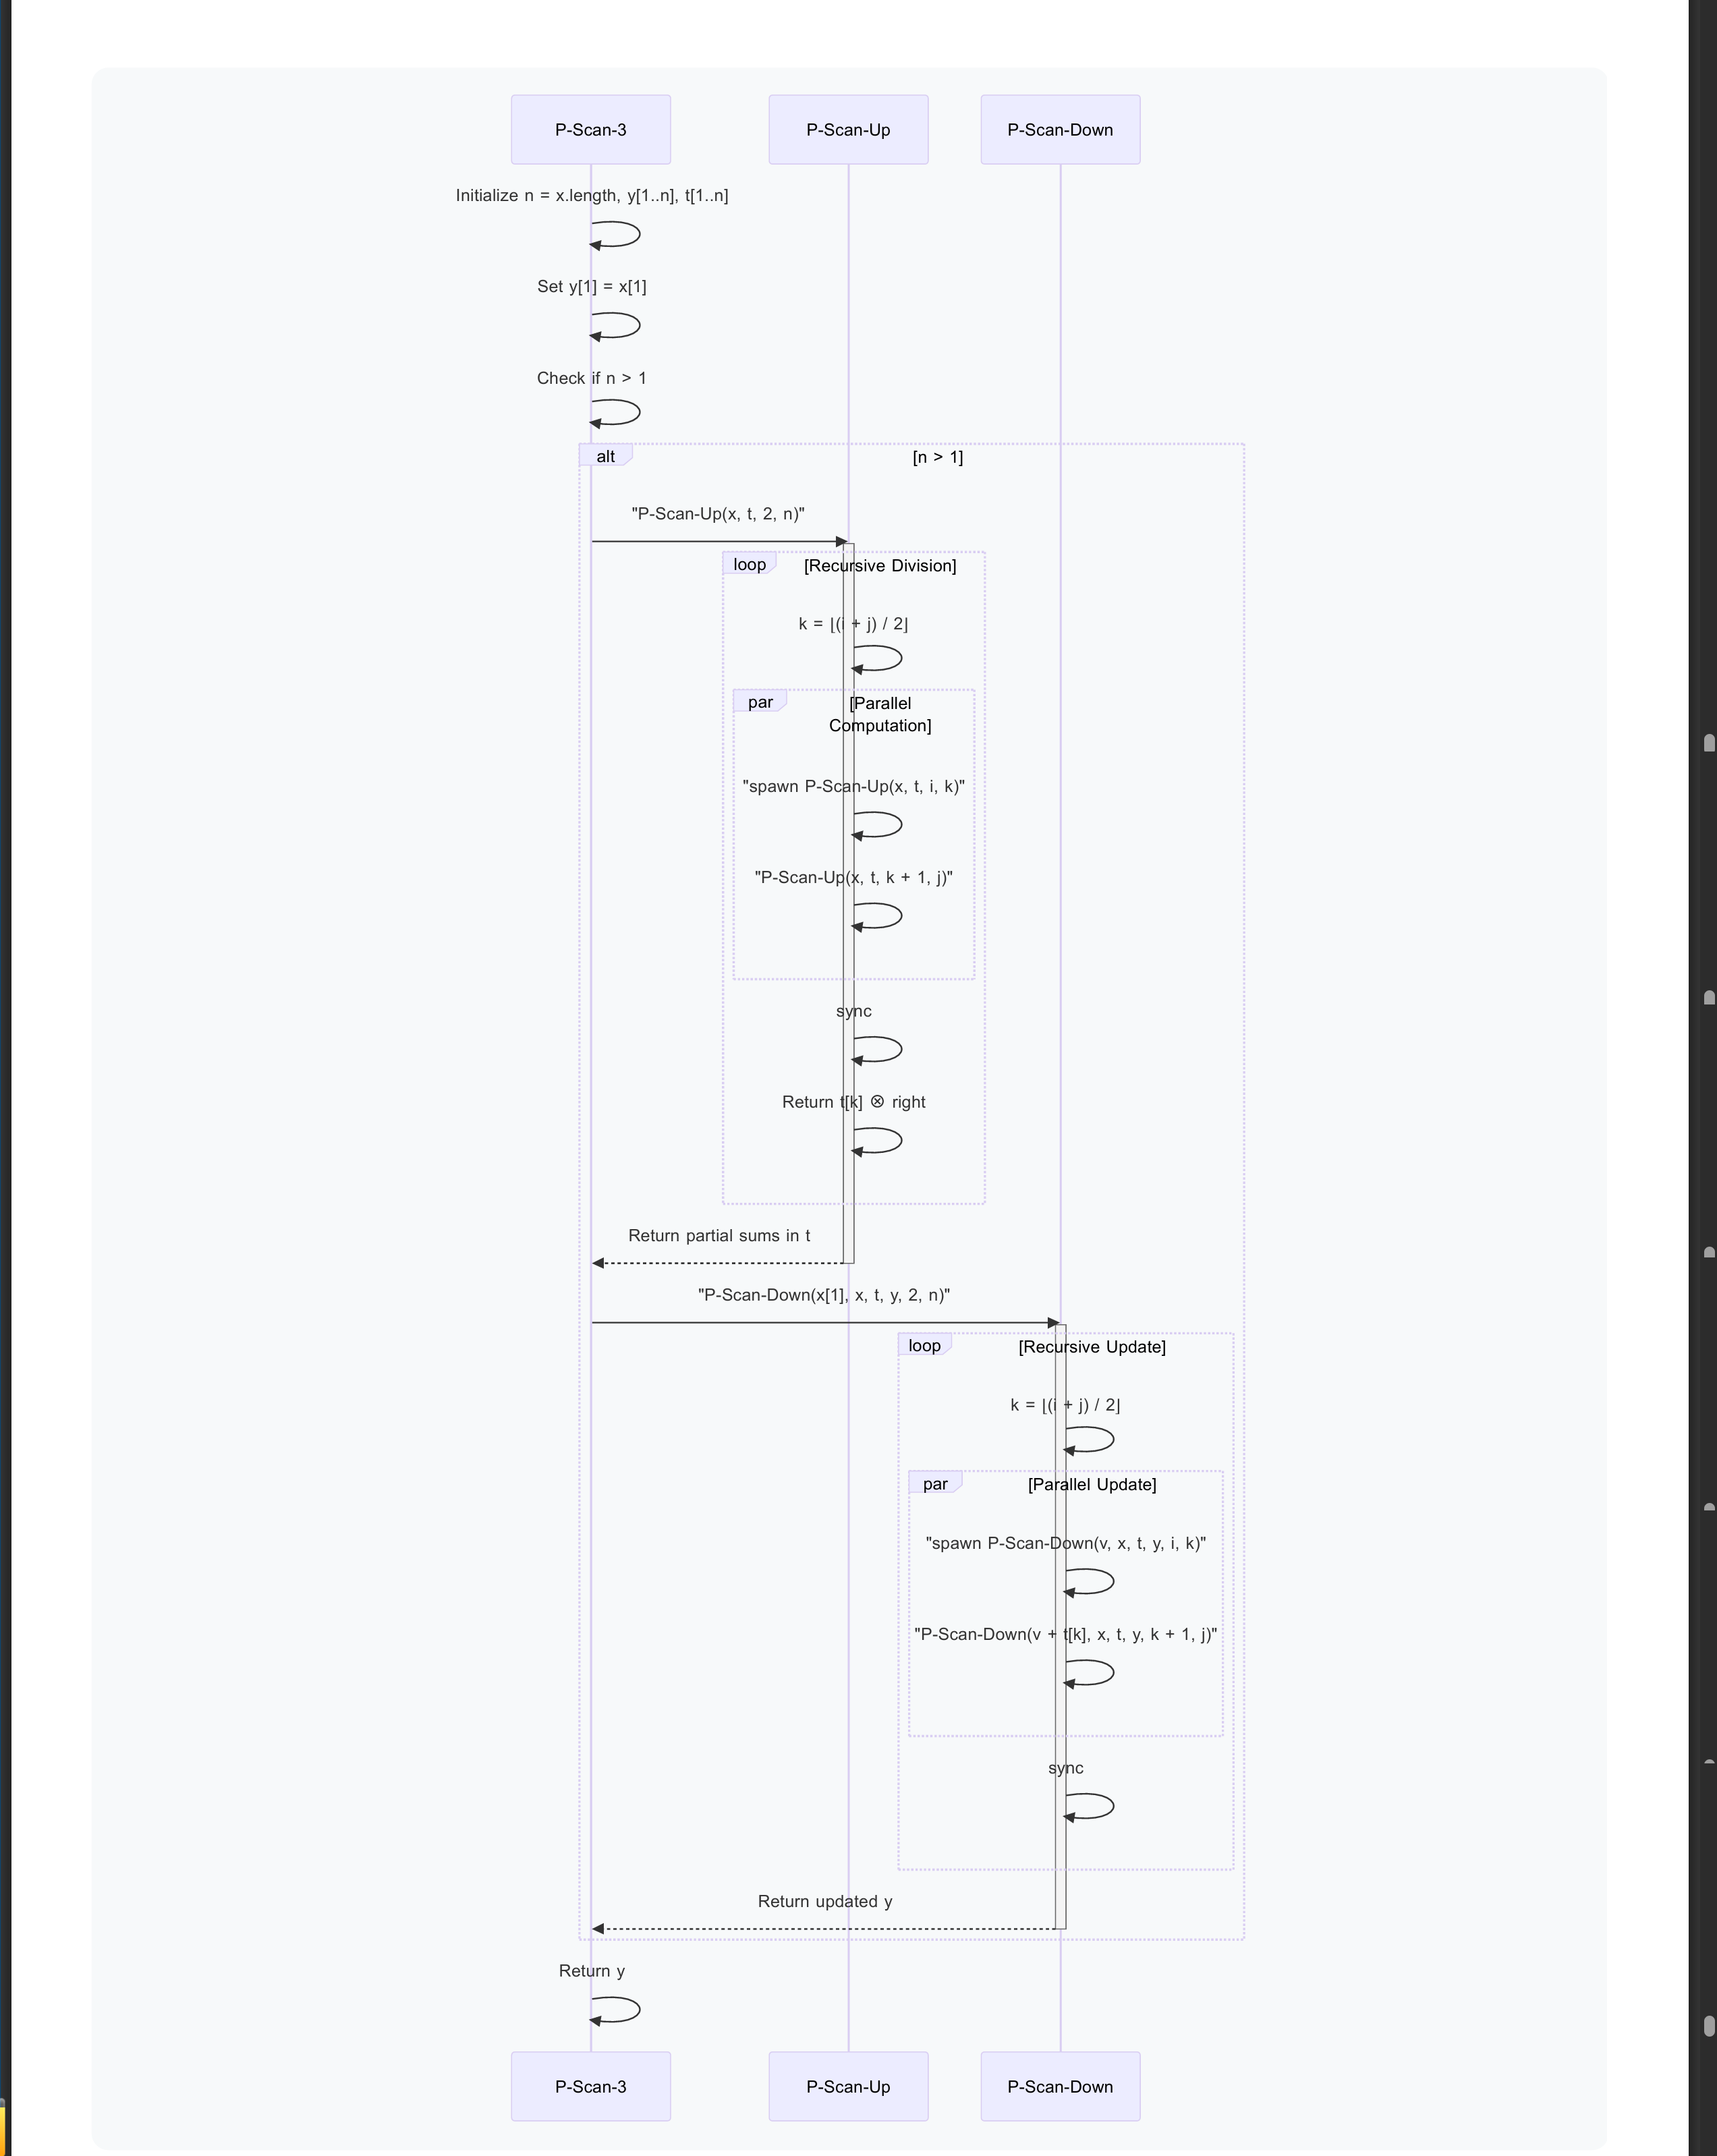 P-Scan-3
P-Scan-Up
P-Scan-Down
Initialize n = x.length, y[1..n], t[1..n]
Set y[1] = x[1]
Check if n > 1
alt
[n > 1]
"P-Scan-Up(x, t, 2, n)"
loop
[Recursive Division]
k = ⌊(i + j) / 2⌋
par
[Parallel
Computation]
"spawn P-Scan-Up(x, t, i, k)"
"P-Scan-Up(x, t, k + 1, j)"
sync
Return t[k] ⊗ right
Return partial sums in t
"P-Scan-Down(x[1], x, t, y, 2, n)"
loop
[Recursive Update]
k = ⌊(i + j) / 2⌋
par
[Parallel Update]
"spawn P-Scan-Down(v, x, t, y, i, k)"
"P-Scan-Down(v + t[k], x, t, y, k + 1, j)"
sync
Return updated y
Return y
P-Scan-3
P-Scan-Up
P-Scan-Down